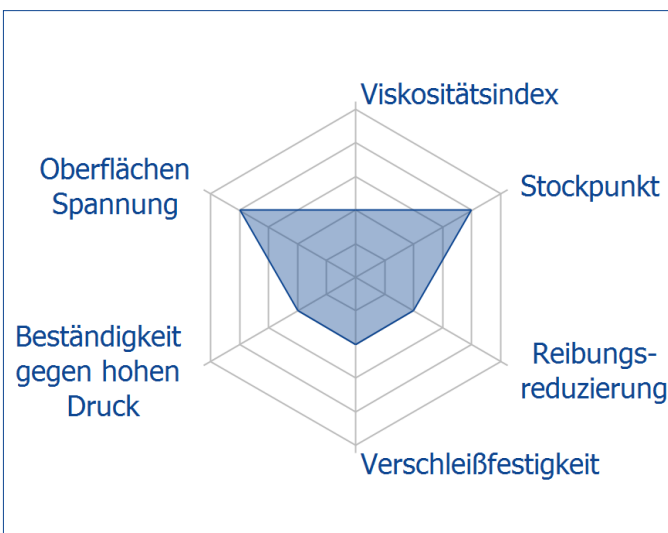 Viskositätsindex
Oberflächen
Spannung
Stockpunkt
Beständigkeit
gegen hohen
Druck
Reibungs-
reduzierung
Verschleißfestigkeit